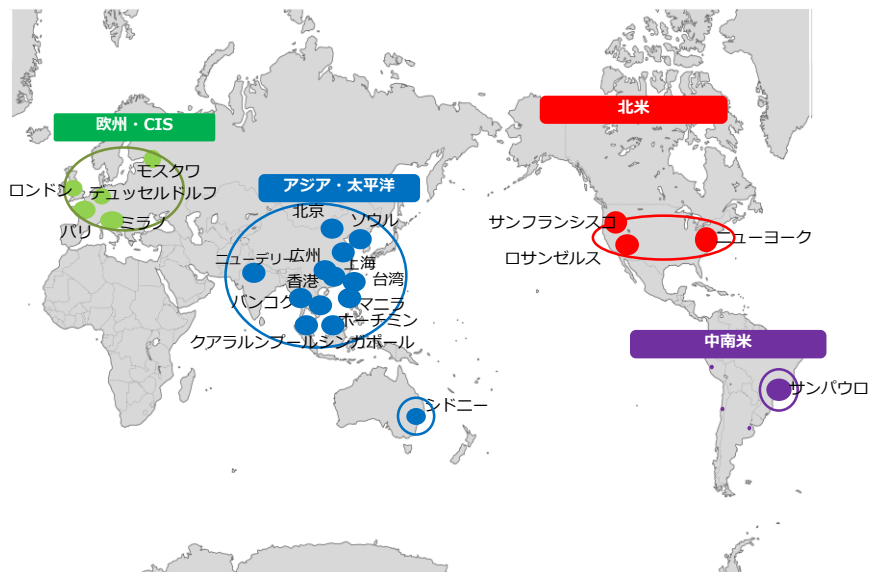 北米
欧州・CIS
モスクワ
アジア・太平洋
ロンドン
デュッセルドルフ
北京
ソウル
サンフランシスコ
パリ
ミラノ
ニューヨーク
ニューデリー
広州
上海
ロサンゼルス
香港
台湾
バンコク
マニラ
ホーチミン
クアラルンプール
シンガポール
中南米
サンパウロ
シドニー